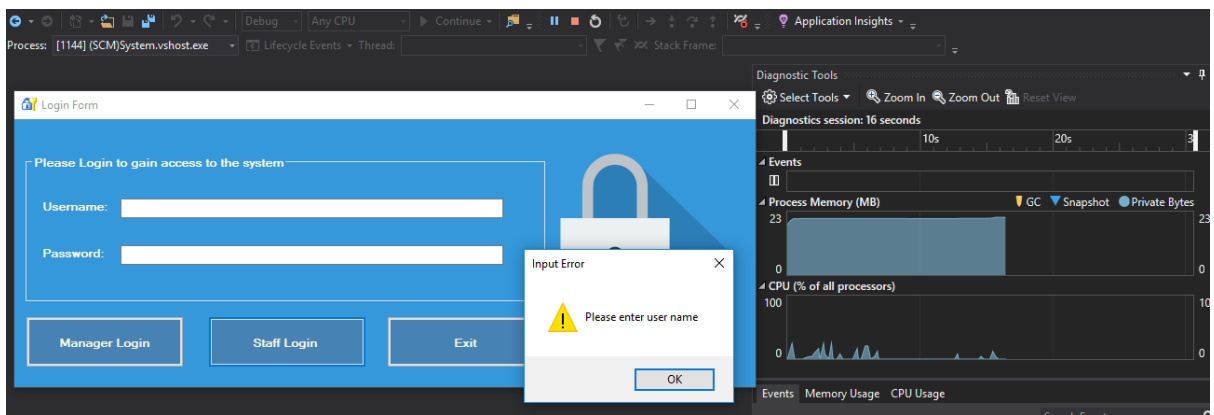 Debug Any CPU Continue Application Insights
Process: [1144] (SCM)System.vshost.exe Lifecycle Events Thread: Stack Frame:
Diagnostic Tools
Select Tools Zoom In Zoom Out Reset View
Diagnostics session: 16 seconds
10s 20s 3
Events
Process Memory (MB) GC Snapshot Private Bytes
23 23
0 0
CPU (% of all processors)
100 10
0 0
Events Memory Usage CPU Usage
Login Form
Please Login to gain access to the system
Username:
Password:
Manager Login Staff Login Exit
Input Error
Please enter user name
OK